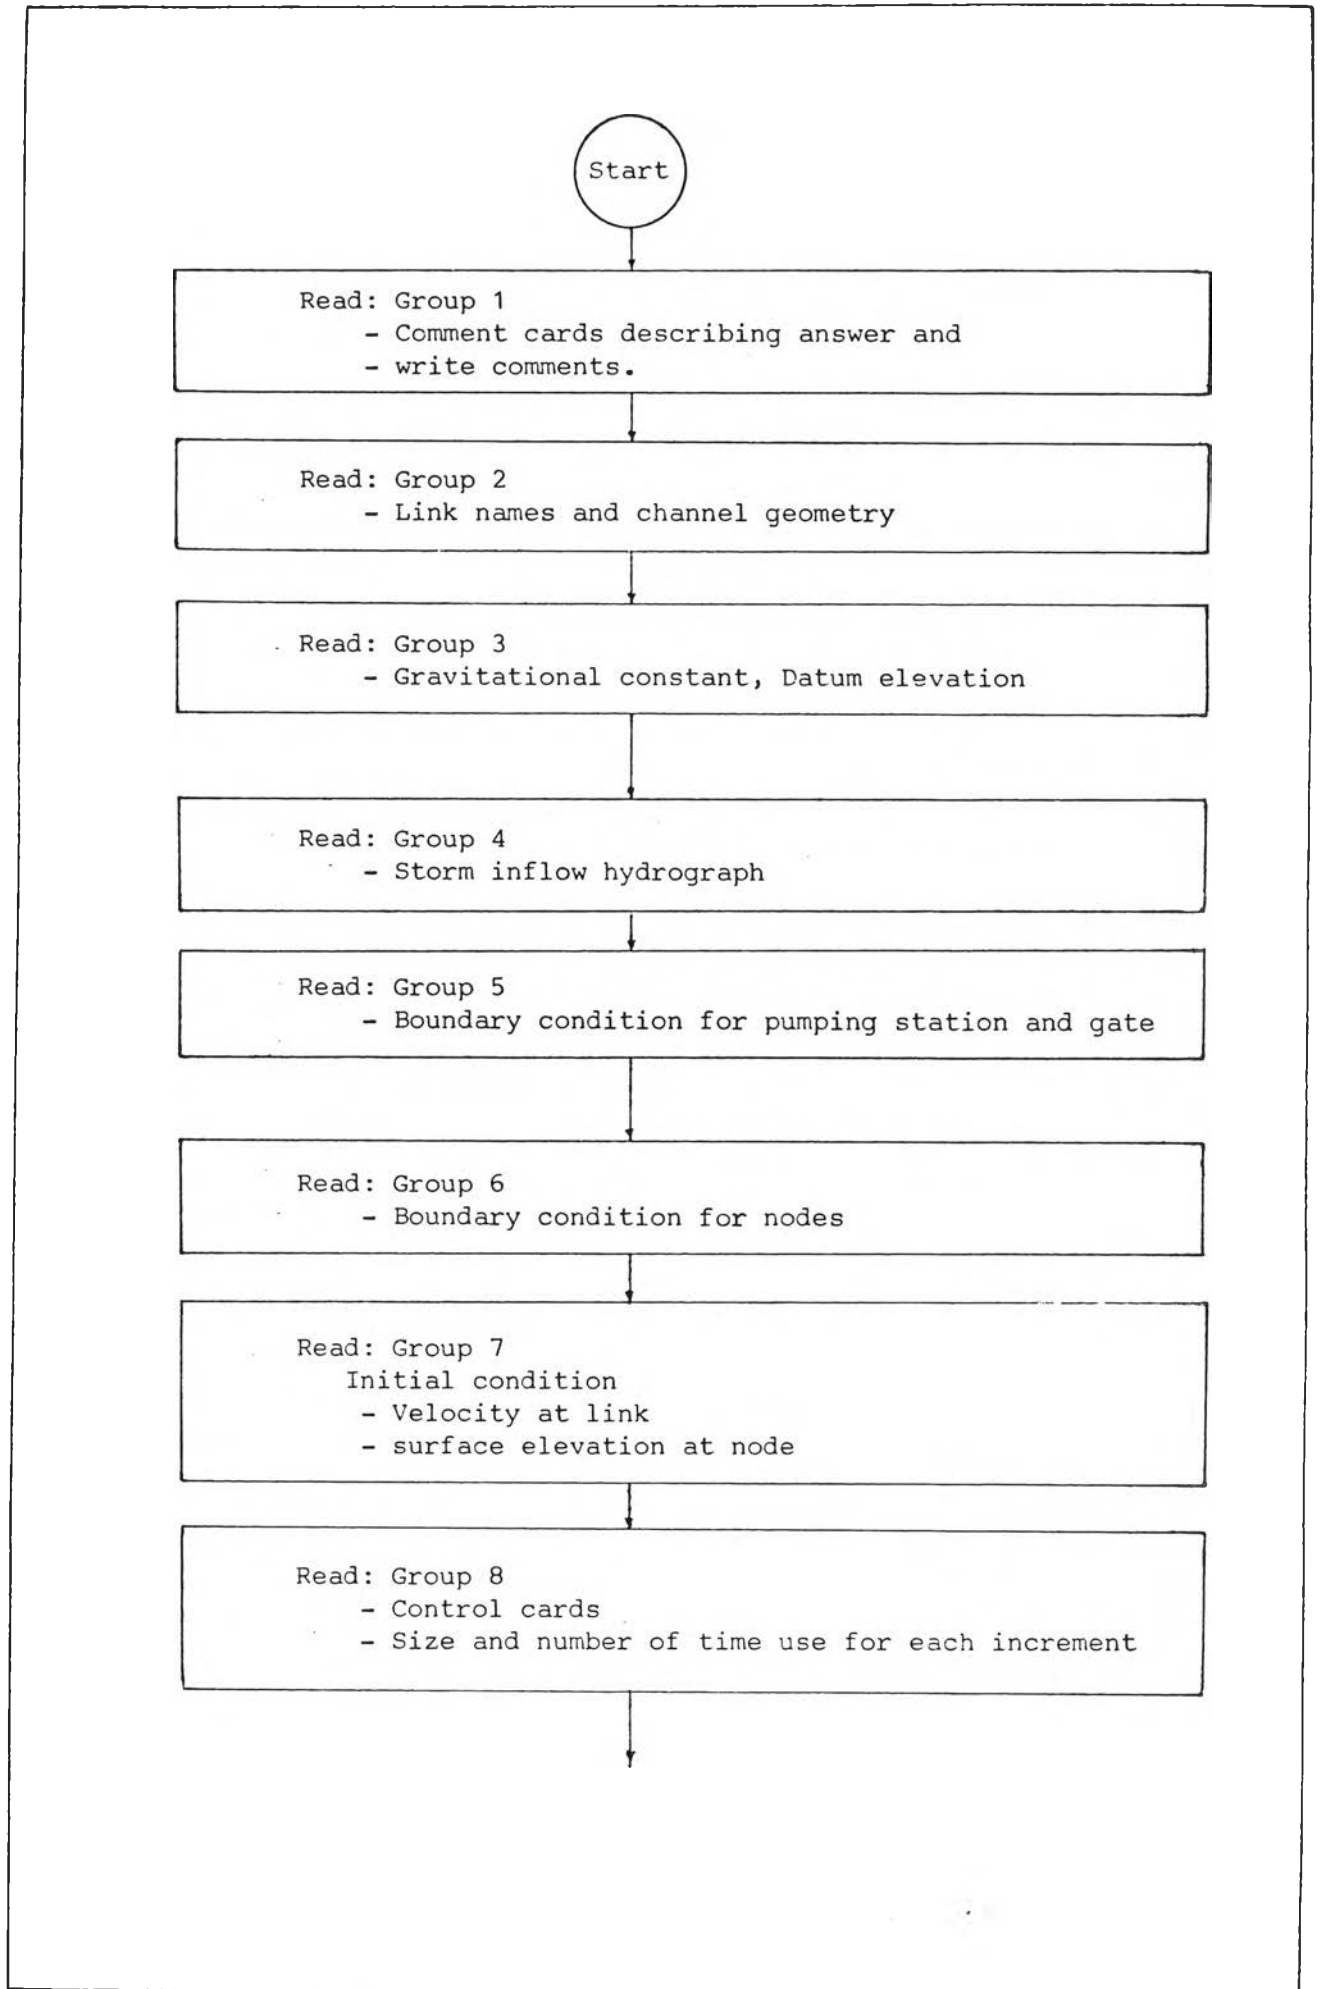 Start
Read: Group 1
- Comment cards describing answer and
- write comments.
Read: Group 2
- Link names and channel geometry
Read: Group 3
- Gravitational constant, Datum elevation
Read: Group 4
- Storm inflow hydrograph
Read: Group 5
- Boundary condition for pumping station and gate
Read: Group 6
- Boundary condition for nodes
Read: Group 7
Initial condition
- Velocity at link
- surface elevation at node
Read: Group 8
- Control cards
- Size and number of time use for each increment